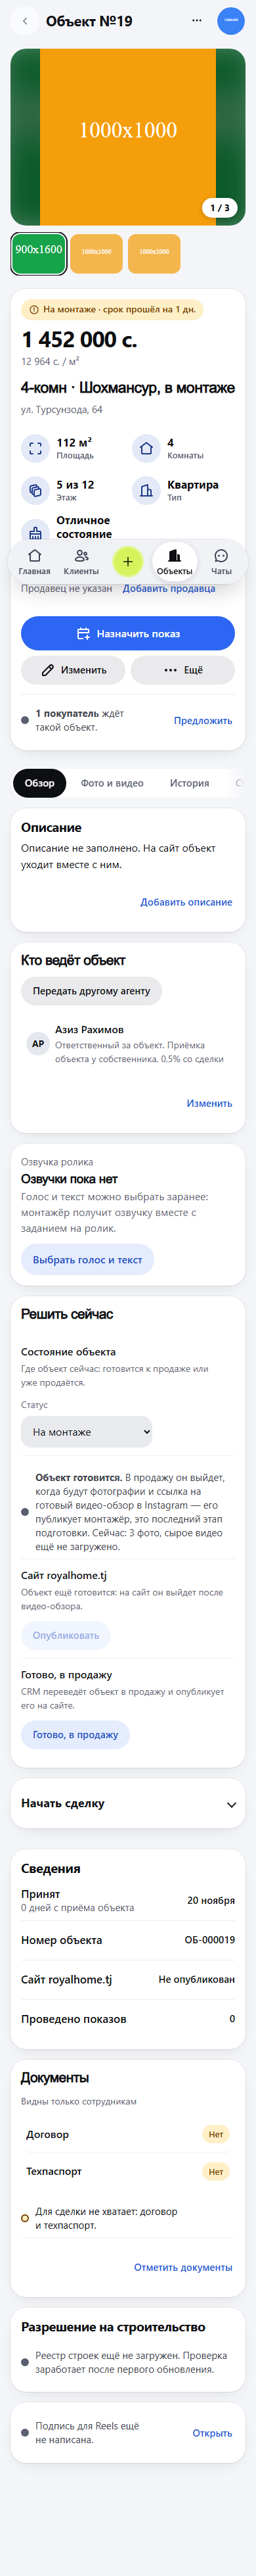 Объект №19
1000x1000
1 / 3
900x1600
1000x1000
1000x1000
На монтаже · срок прошёл на 1 дн.
1 452 000 с.
12 964 с. / м²
4-комн · Шохмансур, в монтаже
ул. Турсунзода, 64
112 м²
Площадь
4
Комнаты
5 из 12
Этаж
Квартира
Тип
Отличное
состояние
Главная
Клиенты
+
Объекты
Чаты
Продавец не указан
Добавить продавца
Назначить показ
Изменить
Ещё
1 покупатель ждёт
такой объект.
Предложить
Обзор
Фото и видео
История
Описание
Описание не заполнено. На сайт объект
уходит вместе с ним.
Добавить описание
Кто ведёт объект
Передать другому агенту
АР
Азиз Рахимов
Ответственный за объект. Приёмка
объекта у собственника, 0,5% со сделки
Изменить
Озвучка ролика
Озвучки пока нет
Голос и текст можно выбрать заранее:
монтажёр получит озвучку вместе с
заданием на ролик.
Выбрать голос и текст
Решить сейчас
Состояние объекта
Где объект сейчас: готовится к продаже или
уже продаётся.
Статус
На монтаже
Объект готовится. В продажу он выйдет,
когда будут фотографии и ссылка на
готовый видео-обзор в Instagram — его
публикует монтажёр, это последний этап
подготовки. Сейчас: 3 фото, сырое видео
ещё не загружено.
Сайт royalhome.tj
Объект ещё готовится: на сайт он выйдет после
видео-обзора.
Опубликовать
Готово, в продажу
CRM переведёт объект в продажу и опубликует
его на сайте.
Готово, в продажу
Начать сделку
Сведения
Принят
0 дней с приёма объекта
20 ноября
Номер объекта
ОБ-000019
Сайт royalhome.tj
Не опубликован
Проведено показов
0
Документы
Видны только сотрудникам
Договор
Нет
Техпаспорт
Нет
Для сделки не хватает: договор
и техпаспорт.
Отметить документы
Разрешение на строительство
Реестр строек ещё не загружен. Проверка
заработает после первого обновления.
Подпись для Reels ещё
не написана.
Открыть